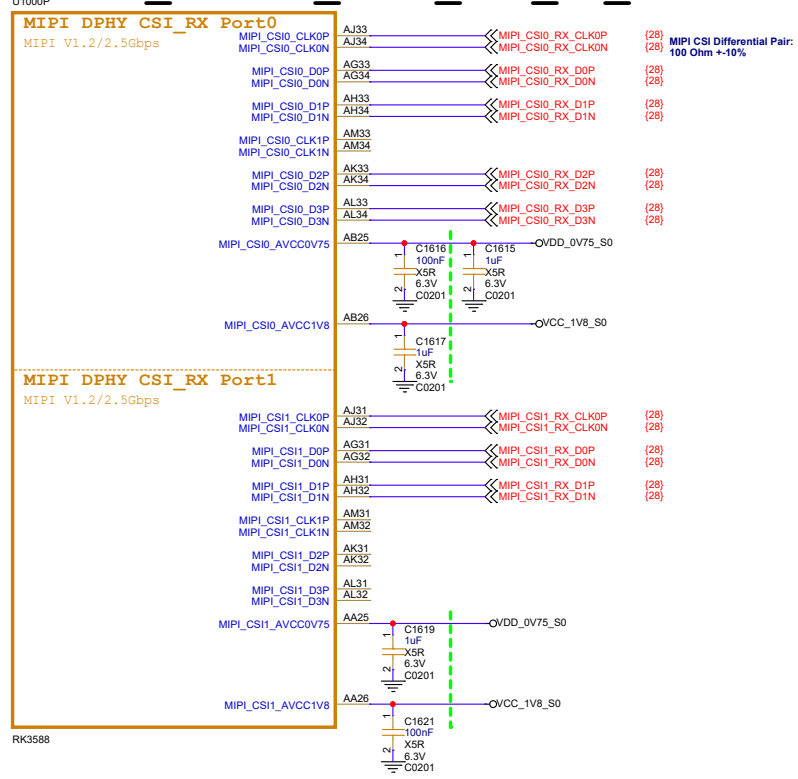 U1000P
MIPI DPHY CSI_RX Port0
MIPI V1.2/2.5Gbps
MIPI_CSI0_CLK0P AJ33 MIPI_CSI0_RX_CLK0P {28}
MIPI_CSI0_CLK0N AJ34 MIPI_CSI0_RX_CLK0N {28}
MIPI CSI Differential Pair:
100 Ohm +-10%
MIPI_CSI0_D0P AG33 MIPI_CSI0_RX_D0P {28}
MIPI_CSI0_D0N AG34 MIPI_CSI0_RX_D0N {28}
MIPI_CSI0_D1P AH33 MIPI_CSI0_RX_D1P {28}
MIPI_CSI0_D1N AH34 MIPI_CSI0_RX_D1N {28}
MIPI_CSI0_CLK1P AM33
MIPI_CSI0_CLK1N AM34
MIPI_CSI0_D2P AK33 MIPI_CSI0_RX_D2P {28}
MIPI_CSI0_D2N AK34 MIPI_CSI0_RX_D2N {28}
MIPI_CSI0_D3P AL33 MIPI_CSI0_RX_D3P {28}
MIPI_CSI0_D3N AL34 MIPI_CSI0_RX_D3N {28}
MIPI_CSI0_AVCC0V75 AB25 VDD_0V75_S0
1 C1616 1 C1615
100nF 1uF
X5R X5R
2 6.3V 2 6.3V
C0201 C0201
MIPI_CSI0_AVCC1V8 AB26 VCC_1V8_S0
1 C1617
1uF
X5R
2 6.3V
C0201
MIPI DPHY CSI_RX Port1
MIPI V1.2/2.5Gbps
MIPI_CSI1_CLK0P AJ31 MIPI_CSI1_RX_CLK0P {28}
MIPI_CSI1_CLK0N AJ32 MIPI_CSI1_RX_CLK0N {28}
MIPI_CSI1_D0P AG31 MIPI_CSI1_RX_D0P {28}
MIPI_CSI1_D0N AG32 MIPI_CSI1_RX_D0N {28}
MIPI_CSI1_D1P AH31 MIPI_CSI1_RX_D1P {28}
MIPI_CSI1_D1N AH32 MIPI_CSI1_RX_D1N {28}
MIPI_CSI1_CLK1P AM31
MIPI_CSI1_CLK1N AM32
MIPI_CSI1_D2P AK31
MIPI_CSI1_D2N AK32
MIPI_CSI1_D3P AL31
MIPI_CSI1_D3N AL32
MIPI_CSI1_AVCC0V75 AA25 VDD_0V75_S0
1 C1619
1uF
X5R
2 6.3V
C0201
MIPI_CSI1_AVCC1V8 AA26 VCC_1V8_S0
1 C1621
100nF
X5R
2 6.3V
C0201
RK3588